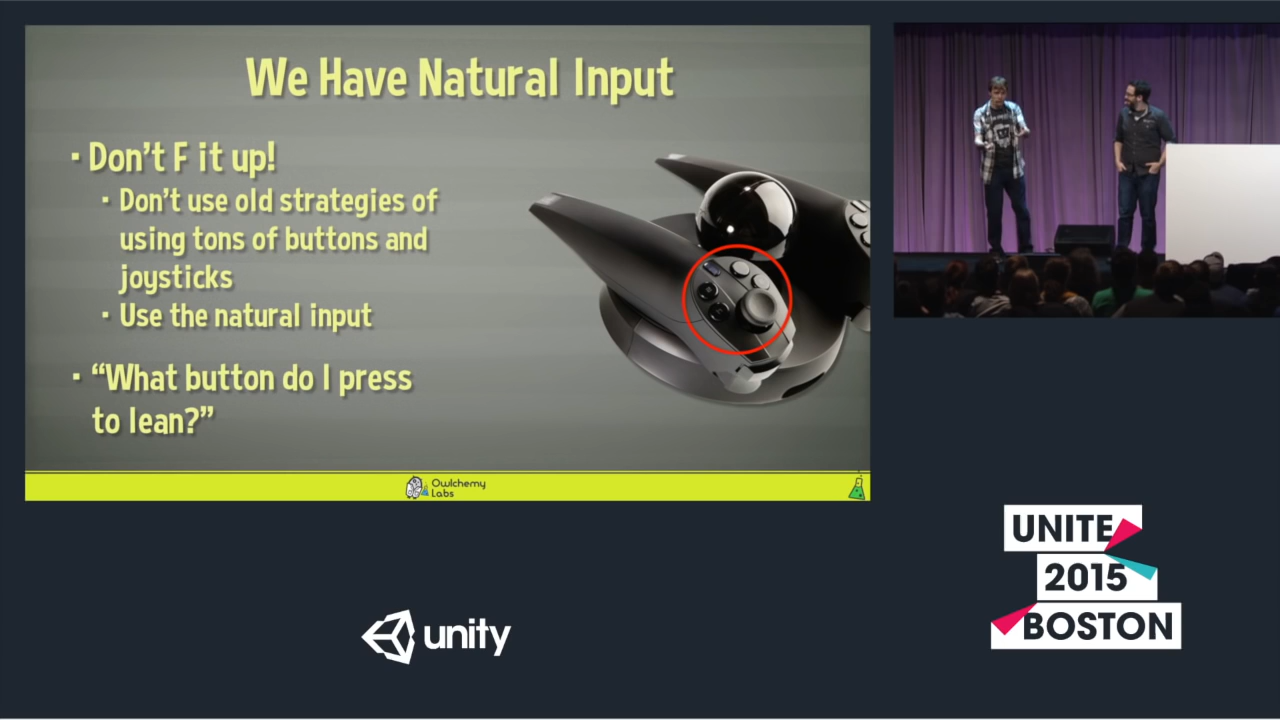 We Have Natural Input
▪ Don't F it up!
▪ Don't use old strategies of
using tons of buttons and
joysticks
▪ Use the natural input
▪ “What button do I press
to lean?”
Owlchemy
Labs
UNITE
2015
BOSTON
unity